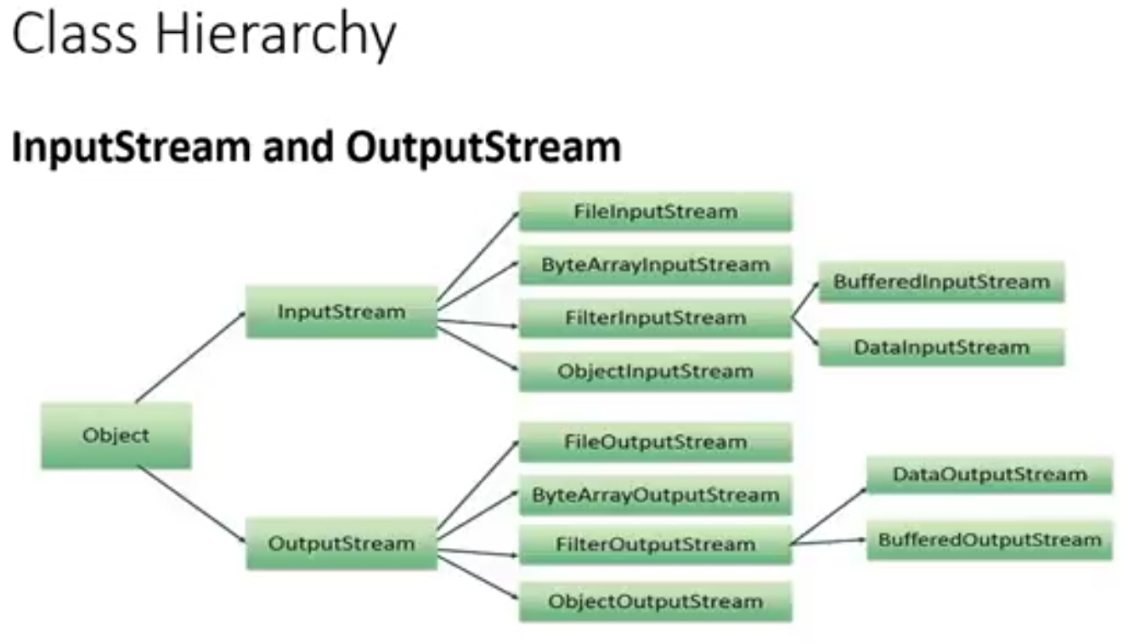 Class Hierarchy
InputStream and OutputStream
FileInputStream
ByteArrayInputStream
BufferedInputStream
InputStream
FilterInputStream
DataInputStream
ObjectInputStream
Object
FileOutputStream
DataOutputStream
ByteArrayOutputStream
OutputStream
FilterOutputStream
BufferedOutputStream
ObjectOutputStream